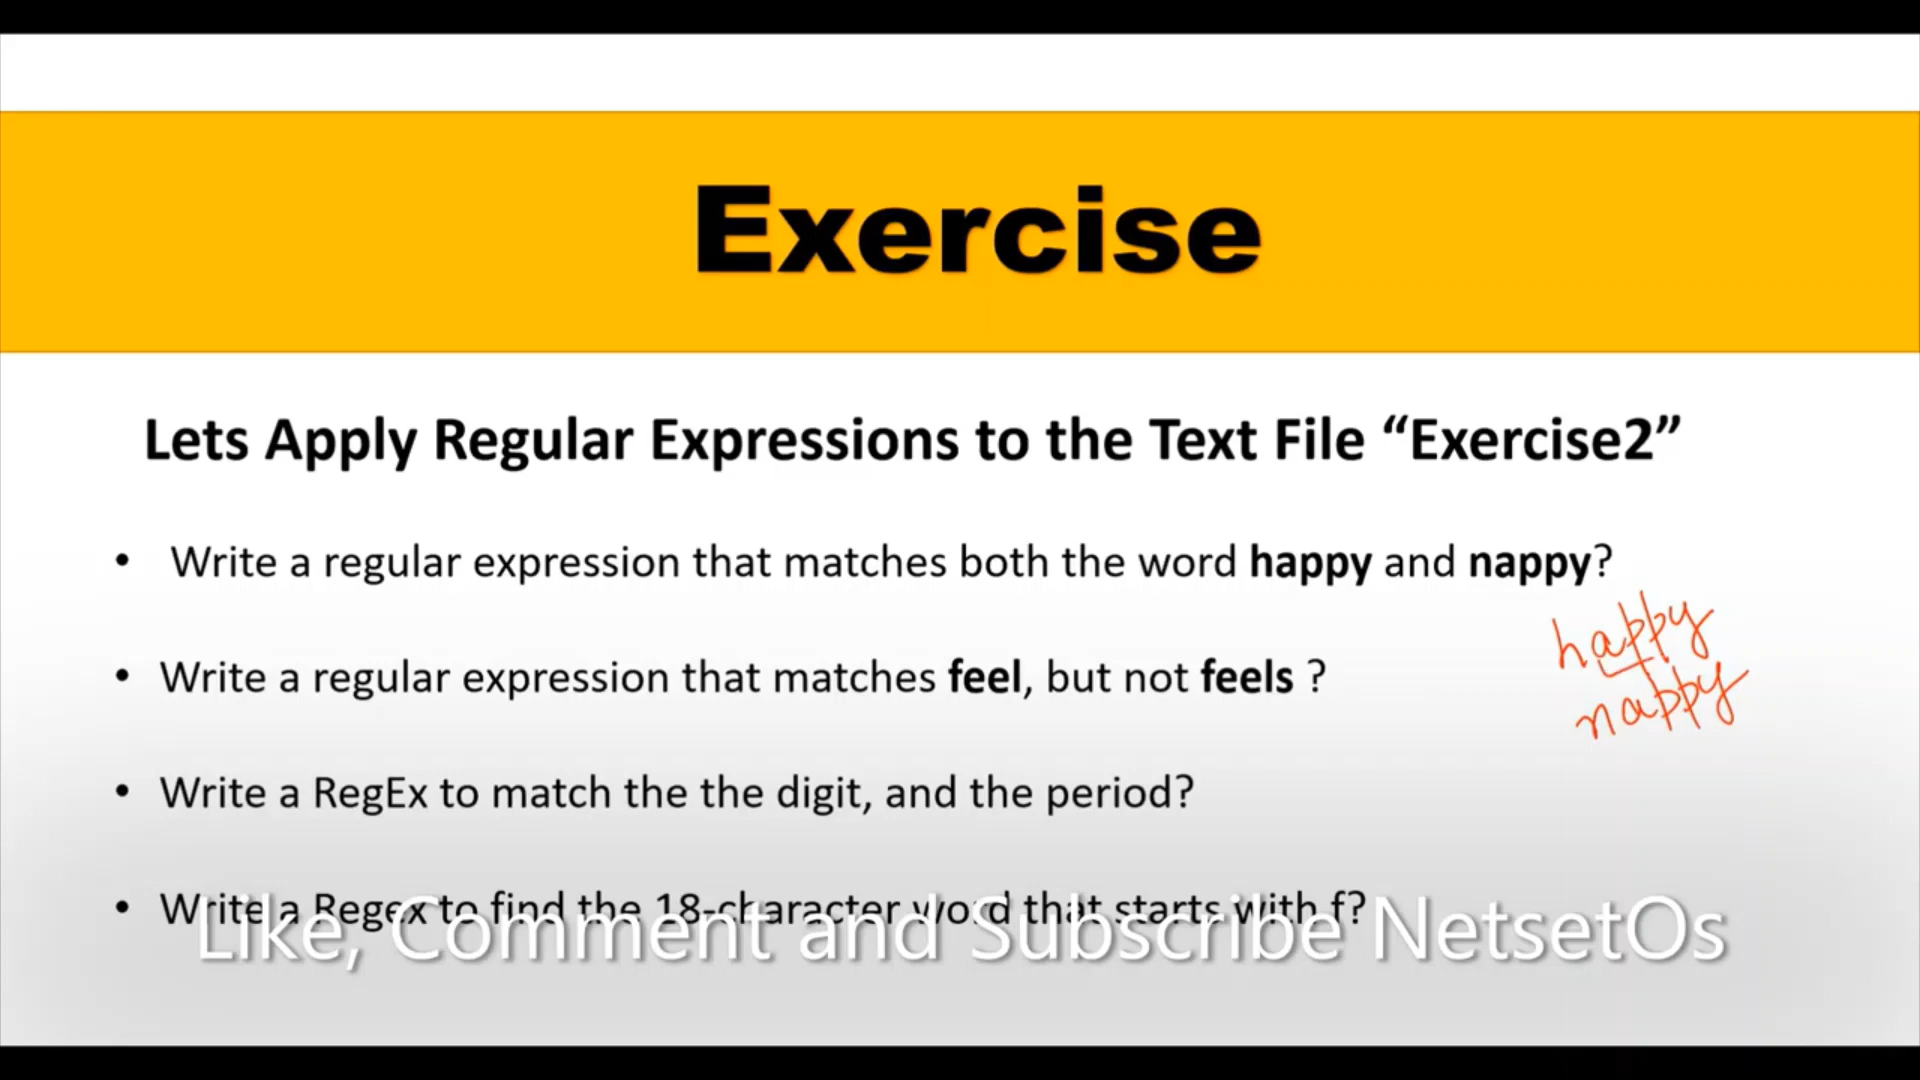 Exercise
Lets Apply Regular Expressions to the Text File “Exercise2”
• Write a regular expression that matches both the word happy and nappy?
happy
nappy
• Write a regular expression that matches feel, but not feels ?
• Write a RegEx to match the the digit, and the period?
• Write a Regex to find the 18-character word that starts with f?
Like, Comment and Subscribe NetsetOs